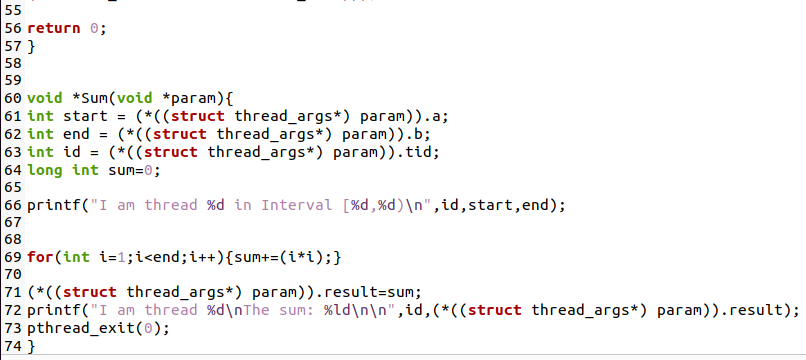 55
56 return 0;
57 }
58
59
60 void *Sum(void *param){
61 int start = (*((struct thread_args*) param)).a;
62 int end = (*((struct thread_args*) param)).b;
63 int id = (*((struct thread_args*) param)).tid;
64 long int sum=0;
65
66 printf("I am thread %d in Interval [%d,%d)\n",id,start,end);
67
68
69 for(int i=1;i<end;i++){sum+=(i*i);}
70
71 (*((struct thread_args*) param)).result=sum;
72 printf("I am thread %d\nThe sum: %ld\n\n",id,(*((struct thread_args*) param)).result);
73 pthread_exit(0);
74 }